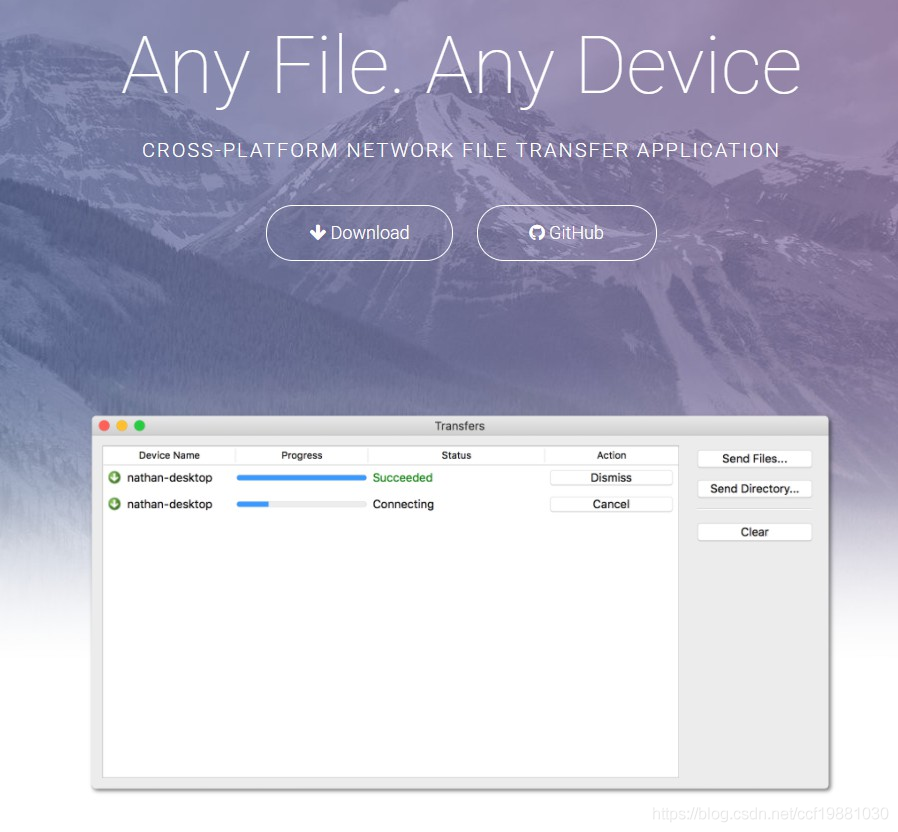 Any File. Any Device
CROSS-PLATFORM NETWORK FILE TRANSFER APPLICATION
Download GitHub
Transfers
Device Name Progress Status Action
nathan-desktop Succeeded Dismiss
nathan-desktop Connecting Cancel
Send Files...
Send Directory...
Clear
https://blog.csdn.net/ccf19881030